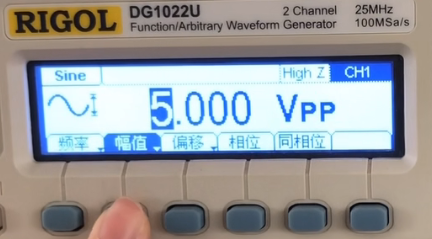 RIGOL DG1022U 2 Channel 25MHz
Function/Arbitrary Waveform Generator 100MSa/s
Sine High Z CH1
5.000 VPP
频率 幅值 偏移 相位 同相位